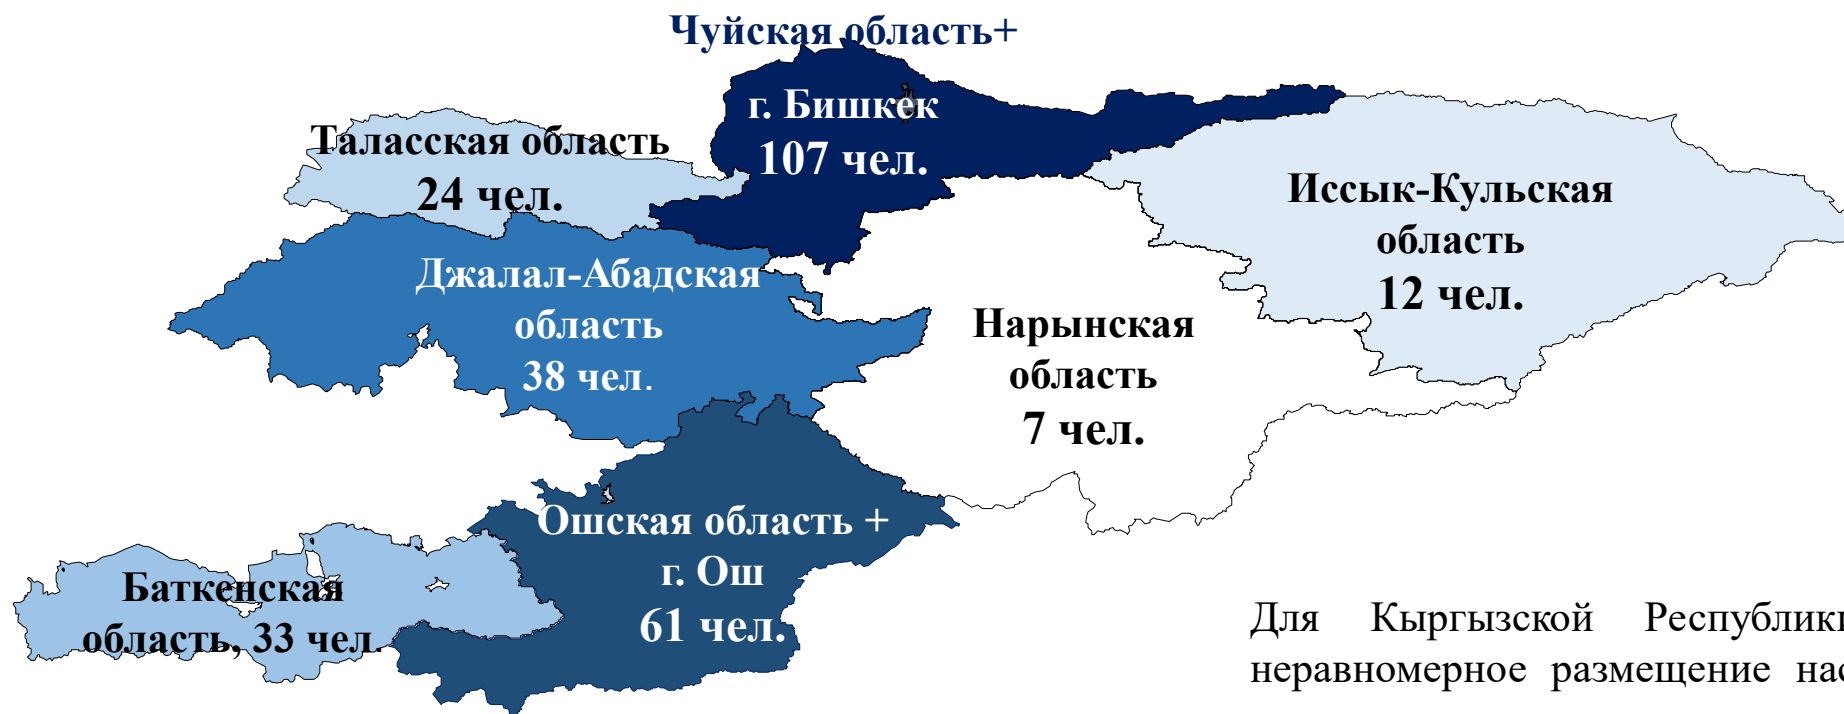 Чуйская область+
г. Бишкек
107 чел.
Таласская область
24 чел.
Иссык-Кульская
область
12 чел.
Джалал-Абадская
область
38 чел.
Нарынская
область
7 чел.
Ошская область +
г. Ош
61 чел.
Баткенская
область, 33 чел.
Для Кыргызской Республики
неравномерное размещение нас